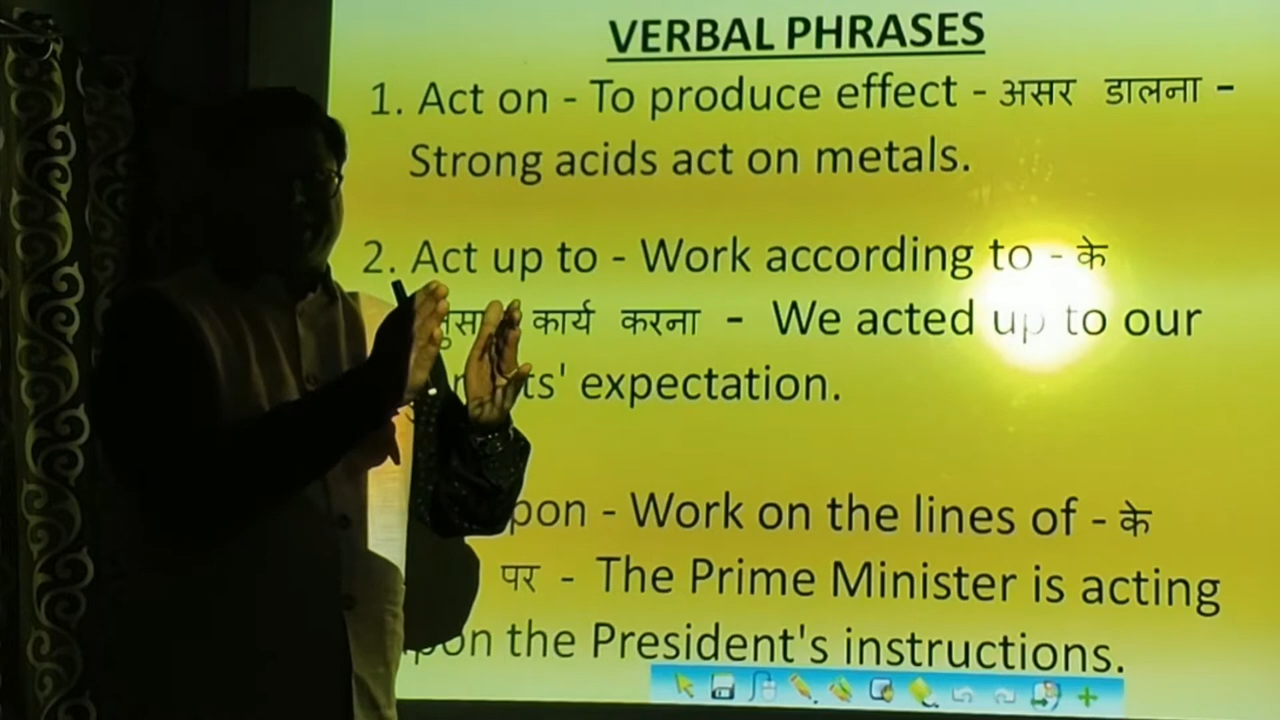 VERBAL PHRASES
1. Act on - To produce effect - असर डालना -
Strong acids act on metals.
2. Act up to - Work according to - के
कार्य करना - We acted up to our
expectation.
- Work on the lines of - के
पर - The Prime Minister is acting
the President's instructions.